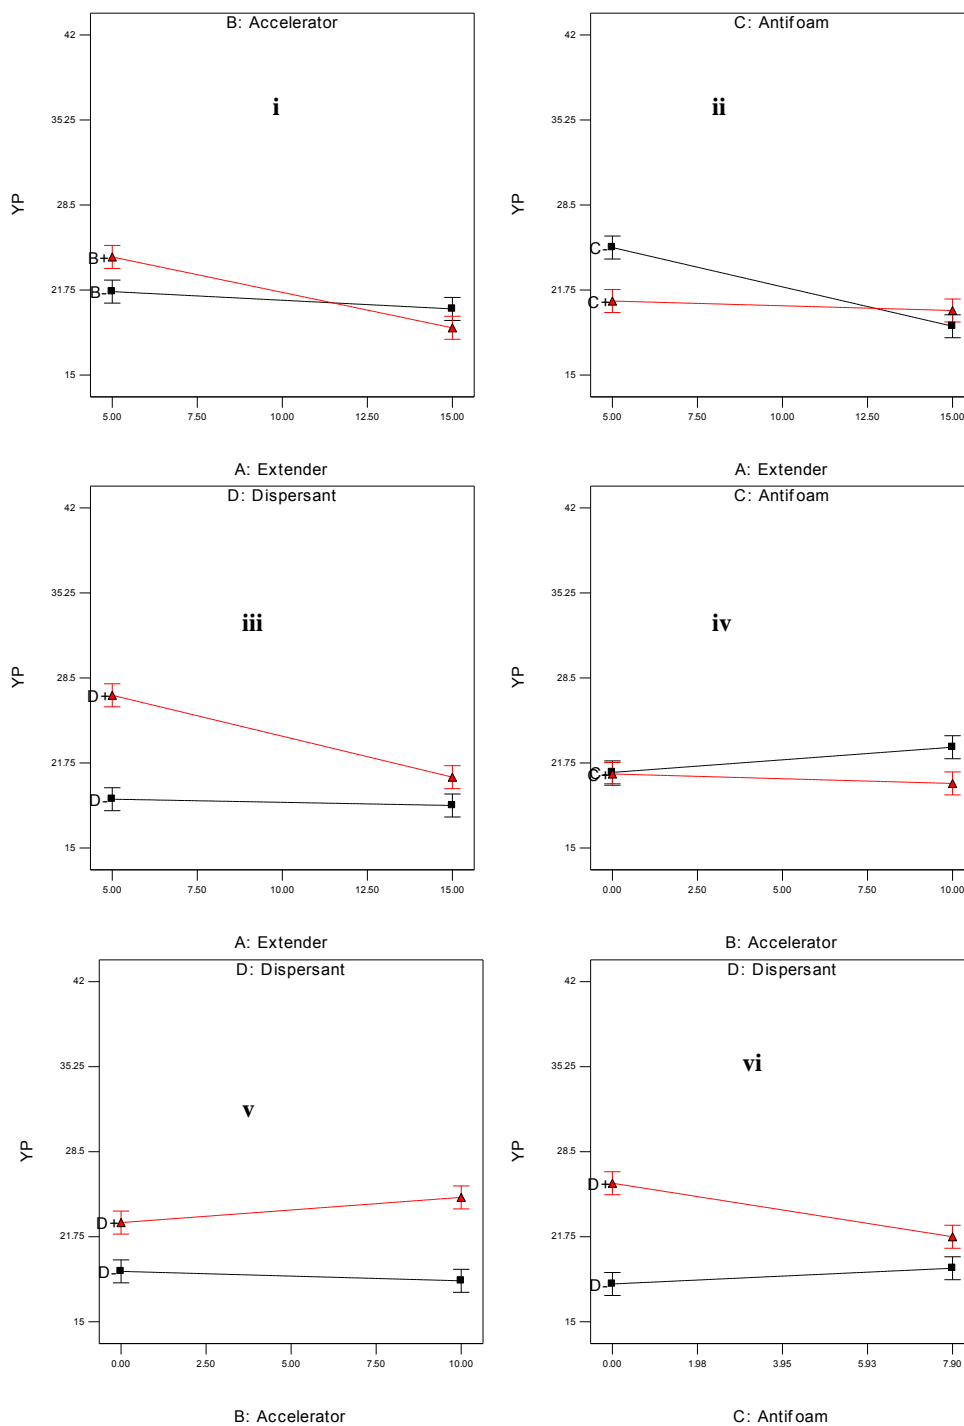 B: Accelerator
i
42
35.25
28.5
21.75
15
YP
B+
B-
5.00 7.50 10.00 12.50 15.00
A: Extender
C: Antifoam
ii
42
35.25
28.5
21.75
15
YP
C-
C+
5.00 7.50 10.00 12.50 15.00
A: Extender
D: Dispersant
iii
42
35.25
28.5
21.75
15
YP
D+
D-
5.00 7.50 10.00 12.50 15.00
A: Extender
C: Antifoam
iv
42
35.25
28.5
21.75
15
YP
C+
0.00 2.50 5.00 7.50 10.00
B: Accelerator
D: Dispersant
v
42
35.25
28.5
21.75
15
YP
D+
D-
0.00 2.50 5.00 7.50 10.00
B: Accelerator
D: Dispersant
vi
42
35.25
28.5
21.75
15
YP
D+
D-
0.00 1.98 3.95 5.93 7.90
C: Antifoam